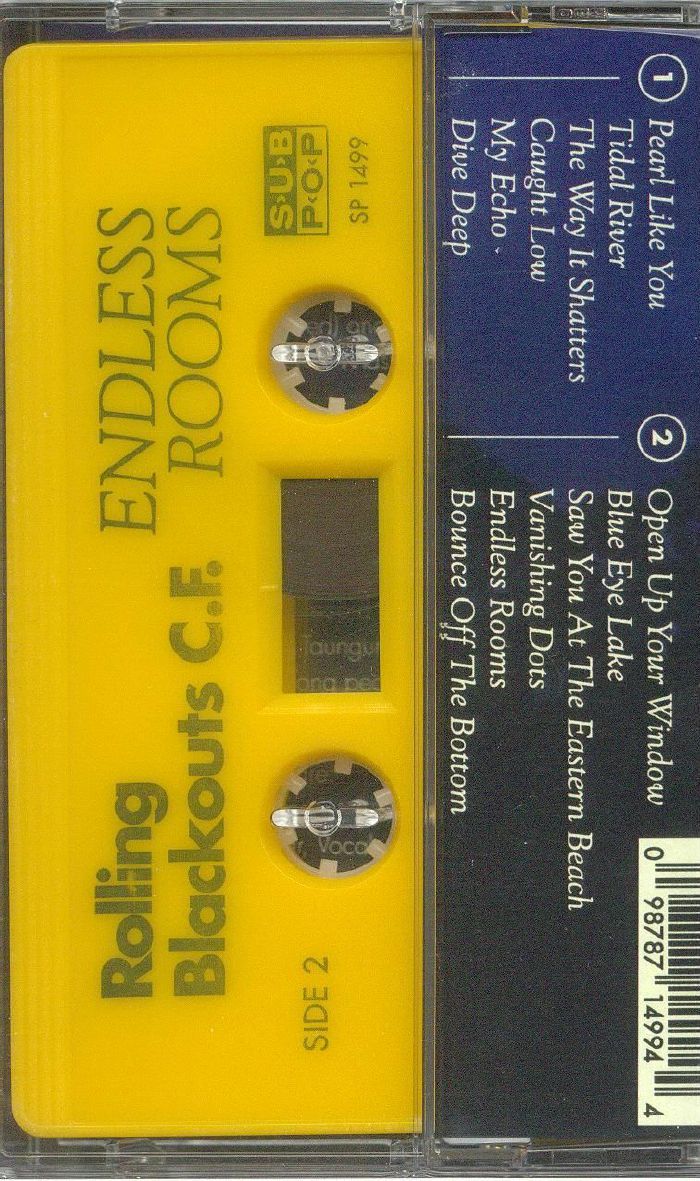 SUB
POP
SP 1499
ENDLESS
ROOMS
Rolling
Blackouts C.F.
SIDE 2
1
Pearl Like You
Tidal River
The Way It Shatters
Caught Low
My Echo
Dive Deep
2
Open Up Your Window
Blue Eye Lake
Saw You At The Eastern Beach
Vanishing Dots
Endless Rooms
Bounce Off The Bottom
0 98787 14994 4